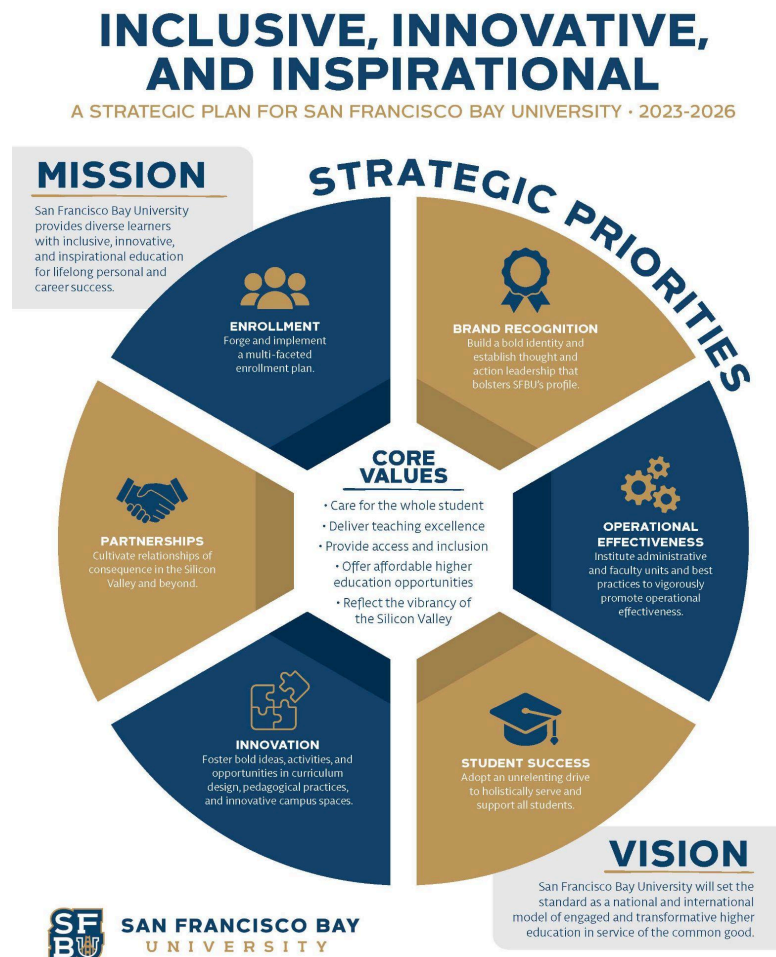 INCLUSIVE, INNOVATIVE,
AND INSPIRATIONAL
A STRATEGIC PLAN FOR SAN FRANCISCO BAY UNIVERSITY · 2023-2026
MISSION
San Francisco Bay University
provides diverse learners
with inclusive, innovative,
and inspirational education
for lifelong personal and
career success.
STRATEGIC PRIORITIES
ENROLLMENT
Forge and implement
a multi-faceted
enrollment plan.
BRAND RECOGNITION
Build a bold identity and
establish thought and
action leadership that
bolsters SFBU's profile.
PARTNERSHIPS
Cultivate relationships of
consequence in the Silicon
Valley and beyond.
CORE
VALUES
• Care for the whole student
• Deliver teaching excellence
• Provide access and inclusion
• Offer affordable higher
education opportunities
• Reflect the vibrancy of
the Silicon Valley
OPERATIONAL
EFFECTIVENESS
Institute administrative
and faculty units and best
practices to vigorously
promote operational
effectiveness.
INNOVATION
Foster bold ideas, activities, and
opportunities in curriculum
design, pedagogical practices,
and innovative campus spaces.
STUDENT SUCCESS
Adopt an unrelenting drive
to holistically serve and
support all students.
VISION
San Francisco Bay University will set the
standard as a national and international
model of engaged and transformative higher
education in service of the common good.
SF
BU
SAN FRANCISCO BAY
UNIVERSITY